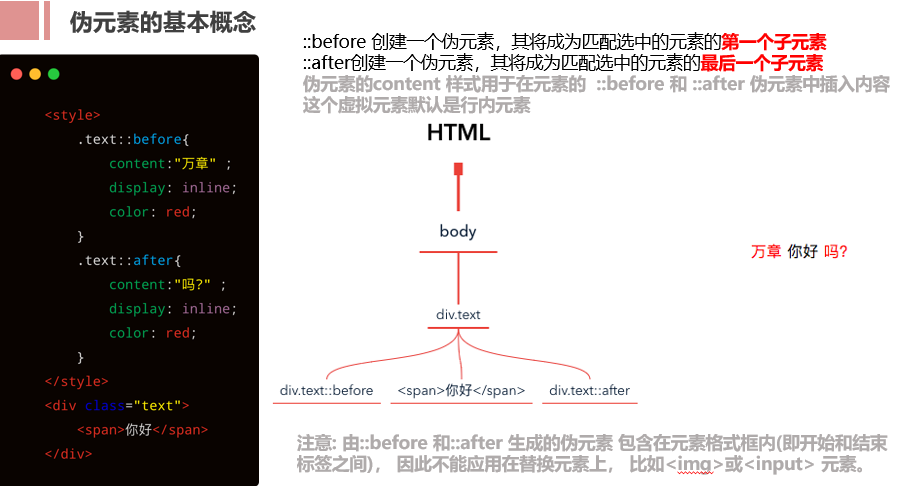 伪元素的基本概念
::before 创建一个伪元素，其将成为匹配选中的元素的第一个子元素
::after创建一个伪元素，其将成为匹配选中的元素的最后一个子元素
伪元素的content 样式用于在元素的 ::before 和 ::after 伪元素中插入内容
这个虚拟元素默认是行内元素
<style>
.text::before{
content:"万章" ;
display: inline;
color: red;
}
.text::after{
content:"吗?" ;
display: inline;
color: red;
}
</style>
<div class="text">
<span>你好</span>
</div>
HTML
body
div.text
div.text::before <span>你好</span> div.text::after
万章 你好 吗?
注意: 由::before 和::after 生成的伪元素 包含在元素格式框内(即开始和结束
标签之间)， 因此不能应用在替换元素上， 比如<img>或<input> 元素。